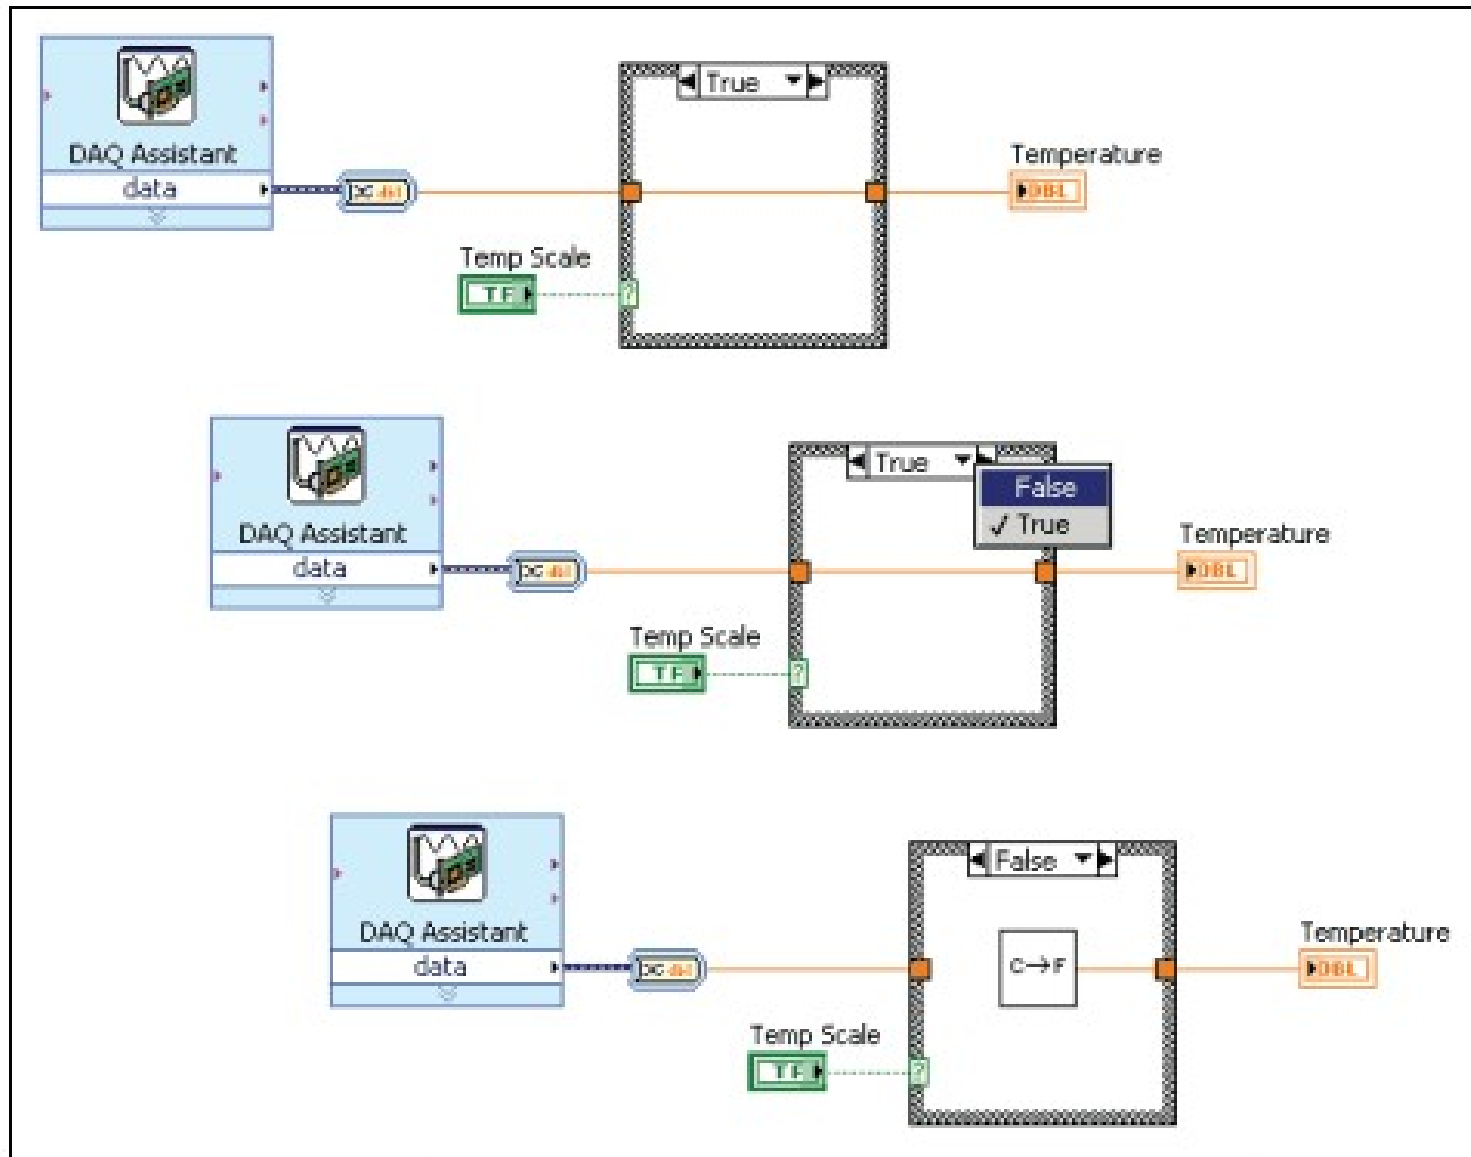 True
DAQ Assistant
Temperature
data
DBL
Temp Scale
TF
?
True
False
DAQ Assistant
✓ True
Temperature
data
DBL
Temp Scale
TF
?
False
DAQ Assistant
C→F
Temperature
data
DBL
Temp Scale
TF
?